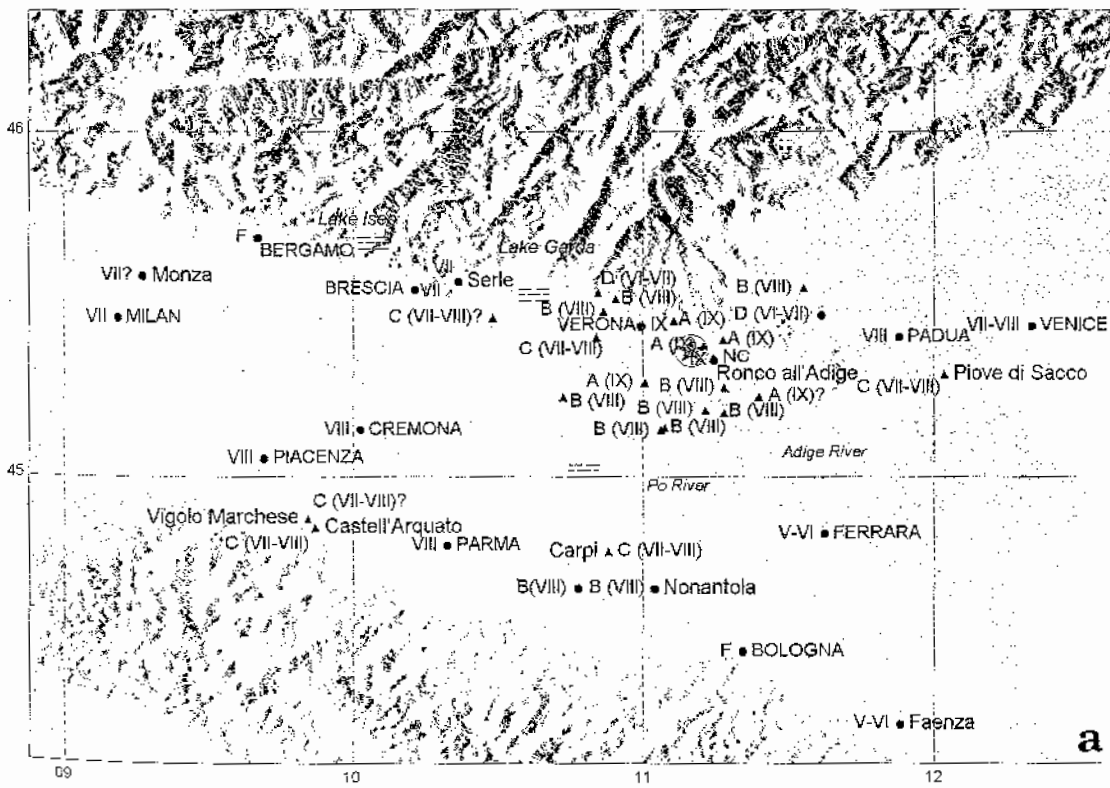 46
Lake Iseo
F BERGAMO
Lake Garda
VII? Monza
VII Serle
BRESCIA VII
D (VI-VII)
B (VIII)
B (VIII)
VII MILAN
C (VII-VIII)?
B (VIII)
VERONA IX A (IX)
D (VI-VII)
C (VII-VIII)
A (IX)
A (IX)
IX NC
VIII PADUA
VII-VIII VENICE
Ronco all'Adige
A (IX)
B (VIII)
A (IX)?
C (VII-VIII)
Piove di Sacco
B (VIII)
B (VIII)
B (VIII)
VIII CREMONA
B (VIII)
B (VIII)
Adige River
VIII PIACENZA
45
Po River
C (VII-VIII)?
Vigolo Marchese
Castell'Arquato
C (VII-VIII)
VIII PARMA
Carpi C (VII-VIII)
V-VI FERRARA
B(VIII) B (VIII) Nonantola
F BOLOGNA
V-VI Faenza
a
09
10
11
12